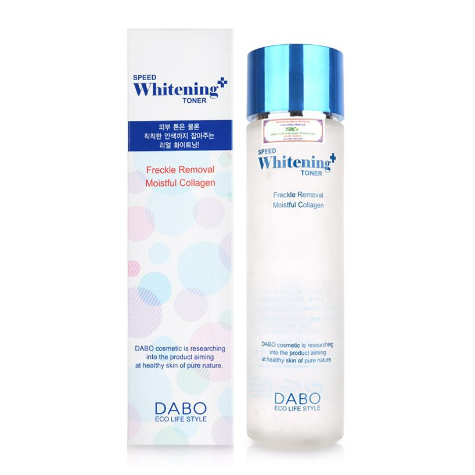 SPEED
Whitening+
TONER
피부 톤은 물론
칙칙한 안색까지 잡아주는
리얼 화이트닝!
Freckle Removal
Moistful Collagen
DABO cosmetic is researching
into the product aiming
at healthy skin of pure nature.
DABO
ECO LIFE STYLE
SPEED
Whitening+
TONER
Freckle Removal
Moistful Collagen
DABO cosmetic is researching
into the product aiming
at healthy skin of pure nature.
DABO
ECO LIFE STYLE